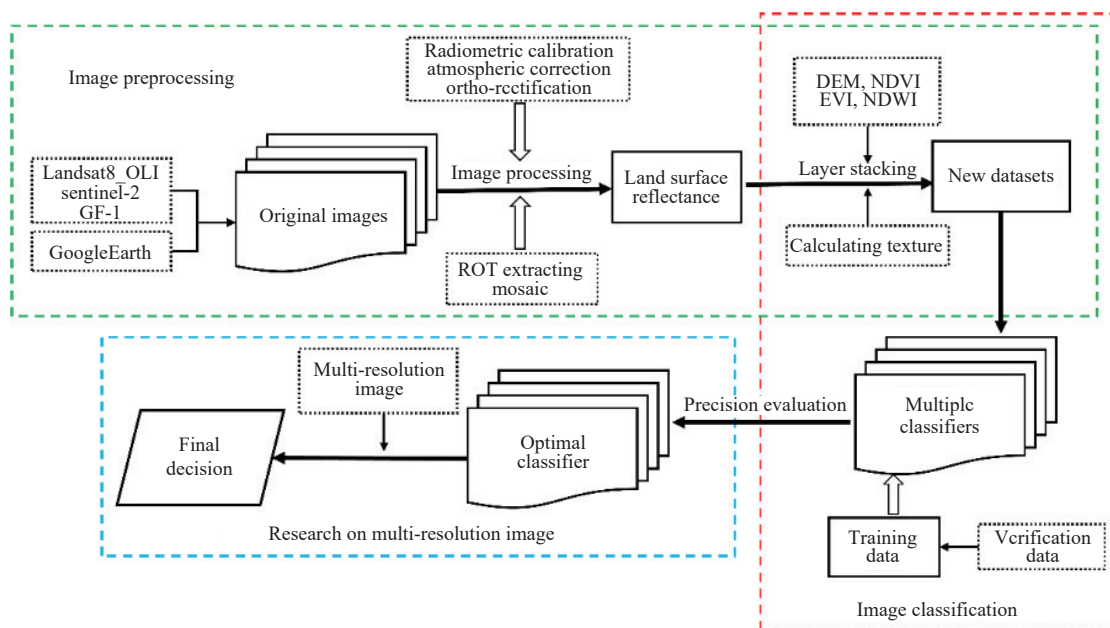 Image preprocessing
Radiometric calibration
atmospheric correction
ortho-rcctification
DEM, NDVI
EVI, NDWI
Landsat8_OLI
sentinel-2
GF-1
GoogleEarth
Original images
Image processing
Land surface
reflectance
Layer stacking
New datasets
ROT extracting
mosaic
Calculating texture
Multi-resolution
image
Final
decision
Optimal
classifier
Precision evaluation
Multiplc
classifiers
Research on multi-resolution image
Training
data
Vcrification
data
Image classification